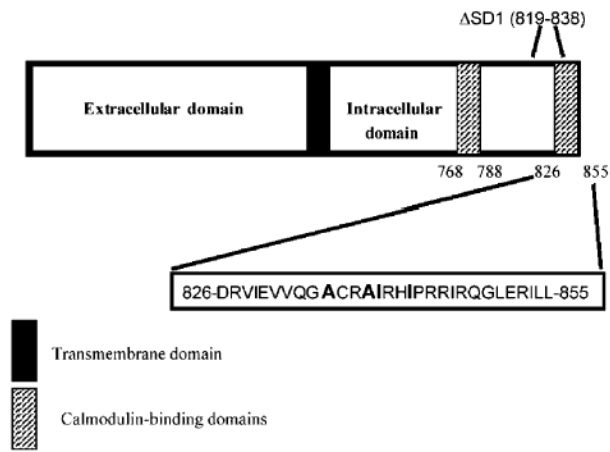 ΔSD1 (819-838)
Extracellular domain
Intracellular
domain
768 788 826 855
826-DRVIEVVQGACRAIRHIPRRIRQGLERILL-855
Transmembrane domain
Calmodulin-binding domains